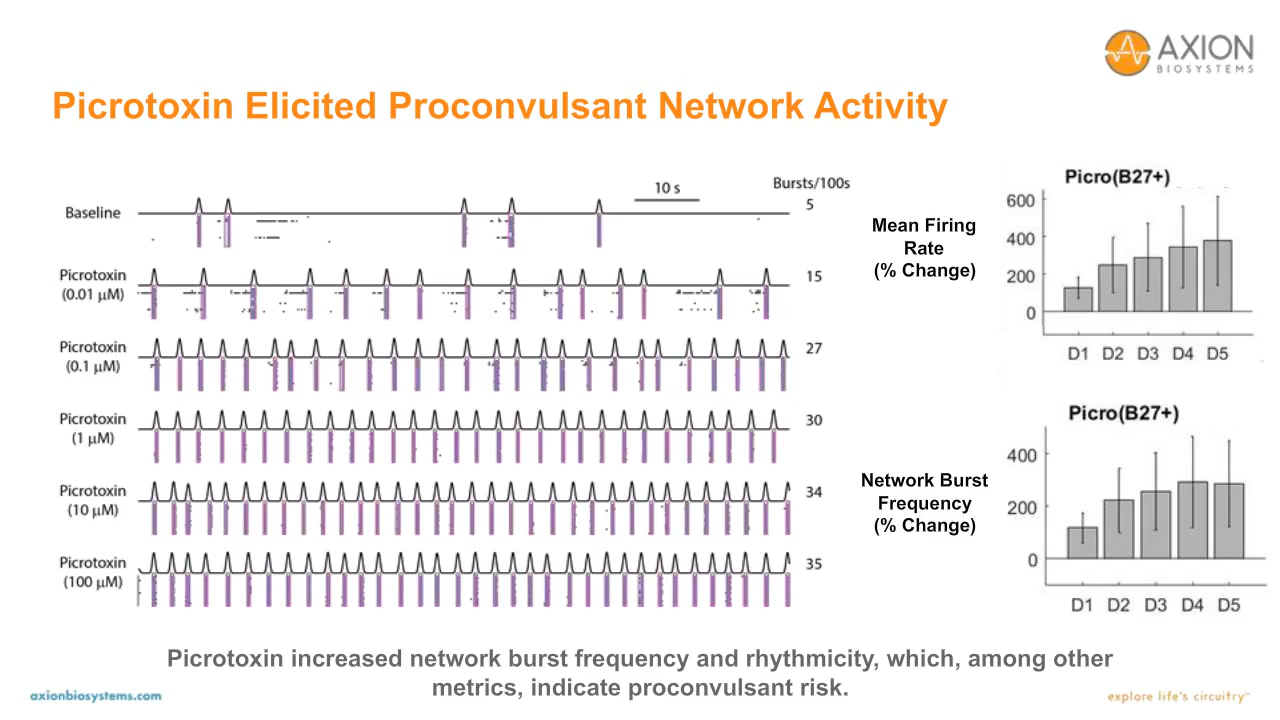 AXION
BIOSYSTEMS
Picrotoxin Elicited Proconvulsant Network Activity
10 s
Bursts/100s
Baseline
5
Picrotoxin
(0.01 µM)
15
Picrotoxin
(0.1 µM)
27
Picrotoxin
(1 µM)
30
Picrotoxin
(10 µM)
34
Picrotoxin
(100 µM)
35
Mean Firing
Rate
(% Change)
Picro(B27+)
600
400
200
0
D1 D2 D3 D4 D5
Network Burst
Frequency
(% Change)
Picro(B27+)
400
200
0
D1 D2 D3 D4 D5
Picrotoxin increased network burst frequency and rhythmicity, which, among other
metrics, indicate proconvulsant risk.
axionbiosystems.com
explore life's circuitry™